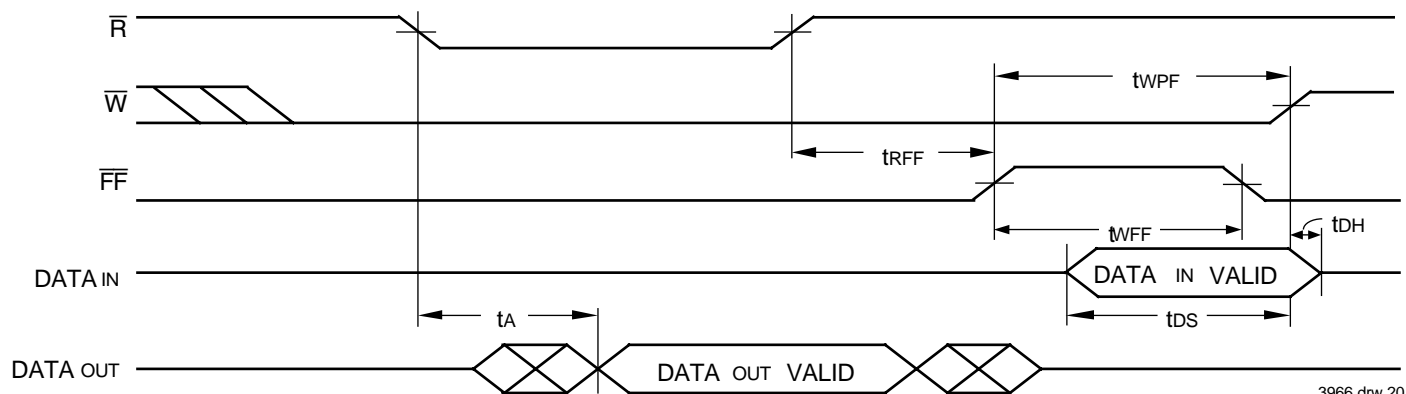 R̅
W̅
tWPF
tRFF
F̅F̅
tWFF
tDH
DATA IN
DATA IN VALID
tA
tDS
DATA OUT
DATA OUT VALID
3966 drw 20